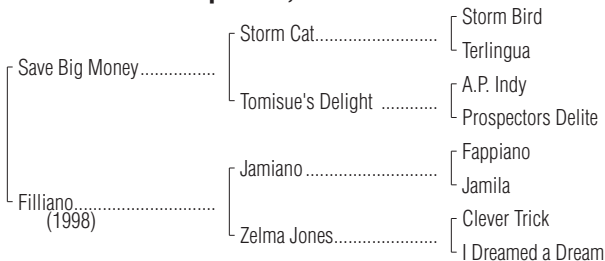 Storm Bird
Storm Cat..............................
Terlingua
Save Big Money................
A.P. Indy
Tomisue's Delight ............
Prospectors Delite
Fappiano
Jamiano ................................
Jamila
Filliano..............................
(1998)
Clever Trick
Zelma Jones.........................
I Dreamed a Dream